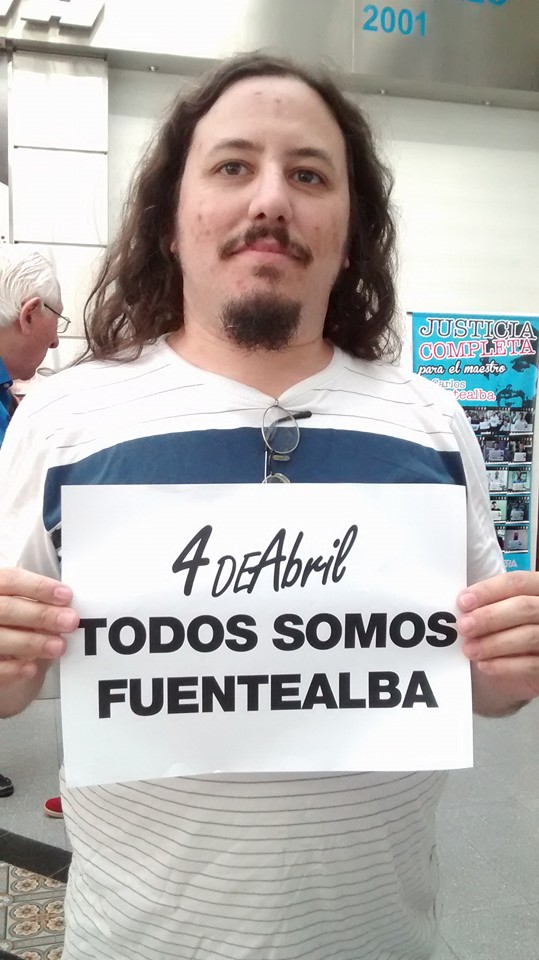 2001
JUSTICIA
COMPLETA
para el maestro
Carlos
4 DE Abril
TODOS SOMOS
FUENTEALBA